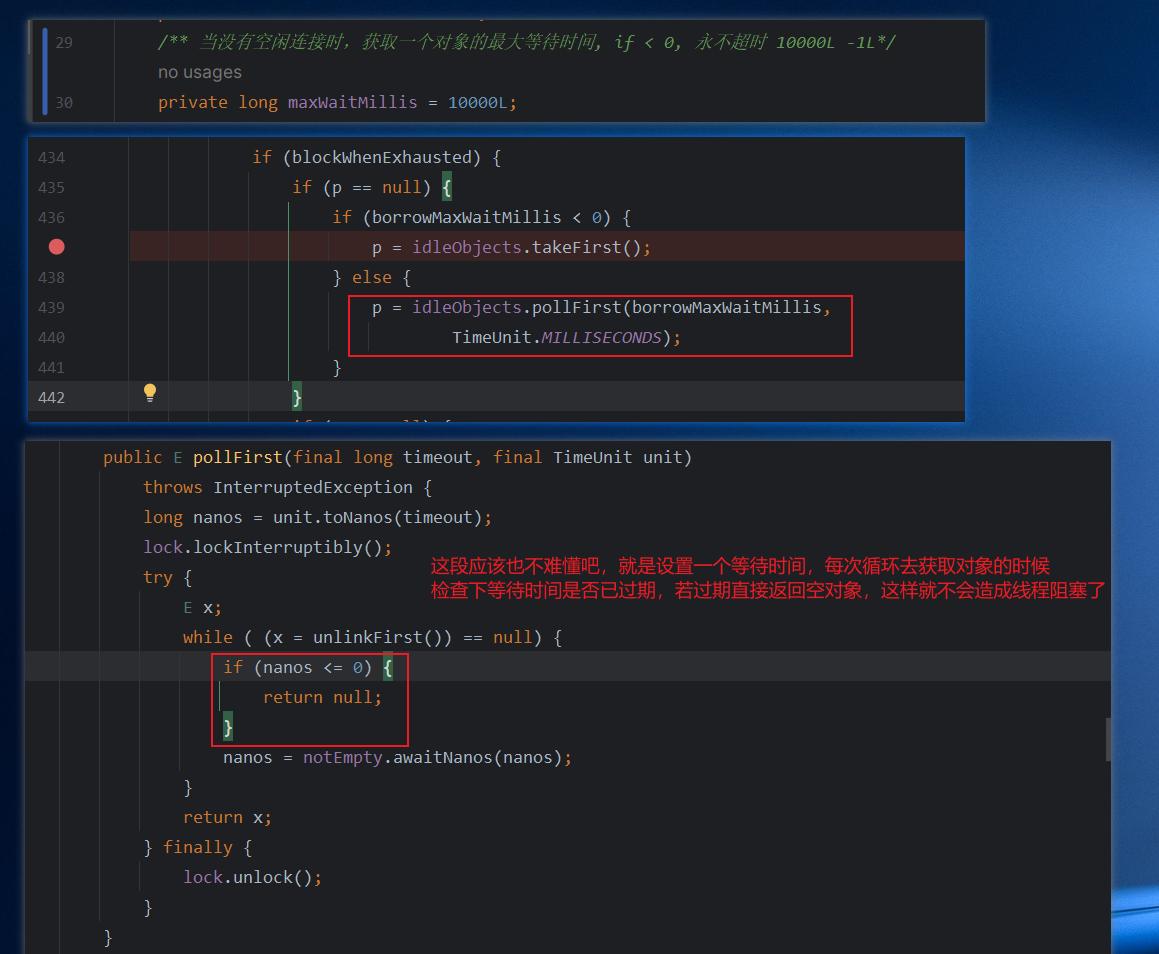 29 /** 当没有空闲连接时，获取一个对象的最大等待时间, if < 0, 永不超时 10000L -1L*/
no usages
30 private long maxWaitMillis = 10000L;
434 if (blockWhenExhausted) {
435 if (p == null) {
436 if (borrowMaxWaitMillis < 0) {
p = idleObjects.takeFirst();
438 } else {
439 p = idleObjects.pollFirst(borrowMaxWaitMillis,
440 TimeUnit.MILLISECONDS);
441 }
442 }
public E pollFirst(final long timeout, final TimeUnit unit)
throws InterruptedException {
long nanos = unit.toNanos(timeout);
lock.lockInterruptibly();
这段应该也不难懂吧，就是设置一个等待时间，每次循环去获取对象的时候
try {
检查下等待时间是否已过期，若过期直接返回空对象，这样就不会造成线程阻塞了
E x;
while ( (x = unlinkFirst()) == null) {
if (nanos <= 0) {
return null;
}
nanos = notEmpty.awaitNanos(nanos);
}
return x;
} finally {
lock.unlock();
}
}